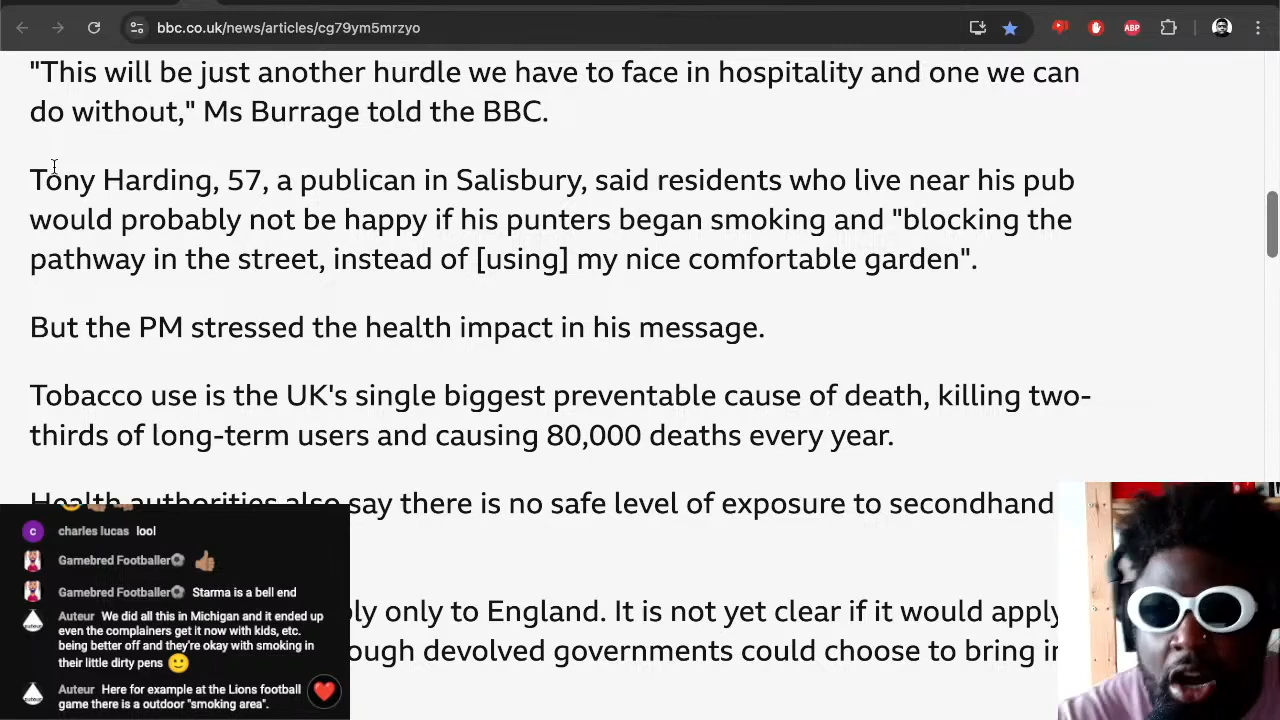 bbc.co.uk/news/articles/cg79ym5mrzyo
ABP
"This will be just another hurdle we have to face in hospitality and one we can
do without," Ms Burrage told the BBC.
Tony Harding, 57, a publican in Salisbury, said residents who live near his pub
would probably not be happy if his punters began smoking and "blocking the
pathway in the street, instead of [using] my nice comfortable garden".
But the PM stressed the health impact in his message.
Tobacco use is the UK's single biggest preventable cause of death, killing two-
thirds of long-term users and causing 80,000 deaths every year.
Health authorities also say there is no safe level of exposure to secondhand
only to England. It is not yet clear if it would apply
devolved governments could choose to bring in
c charles lucas lool
Gamebred Footballer
Gamebred Footballer Starma is a bell end
Auteur We did all this in Michigan and it ended up
even the complainers get it now with kids, etc.
being better off and they're okay with smoking in
their little dirty pens
Auteur Here for example at the Lions football
game there is a outdoor "smoking area".